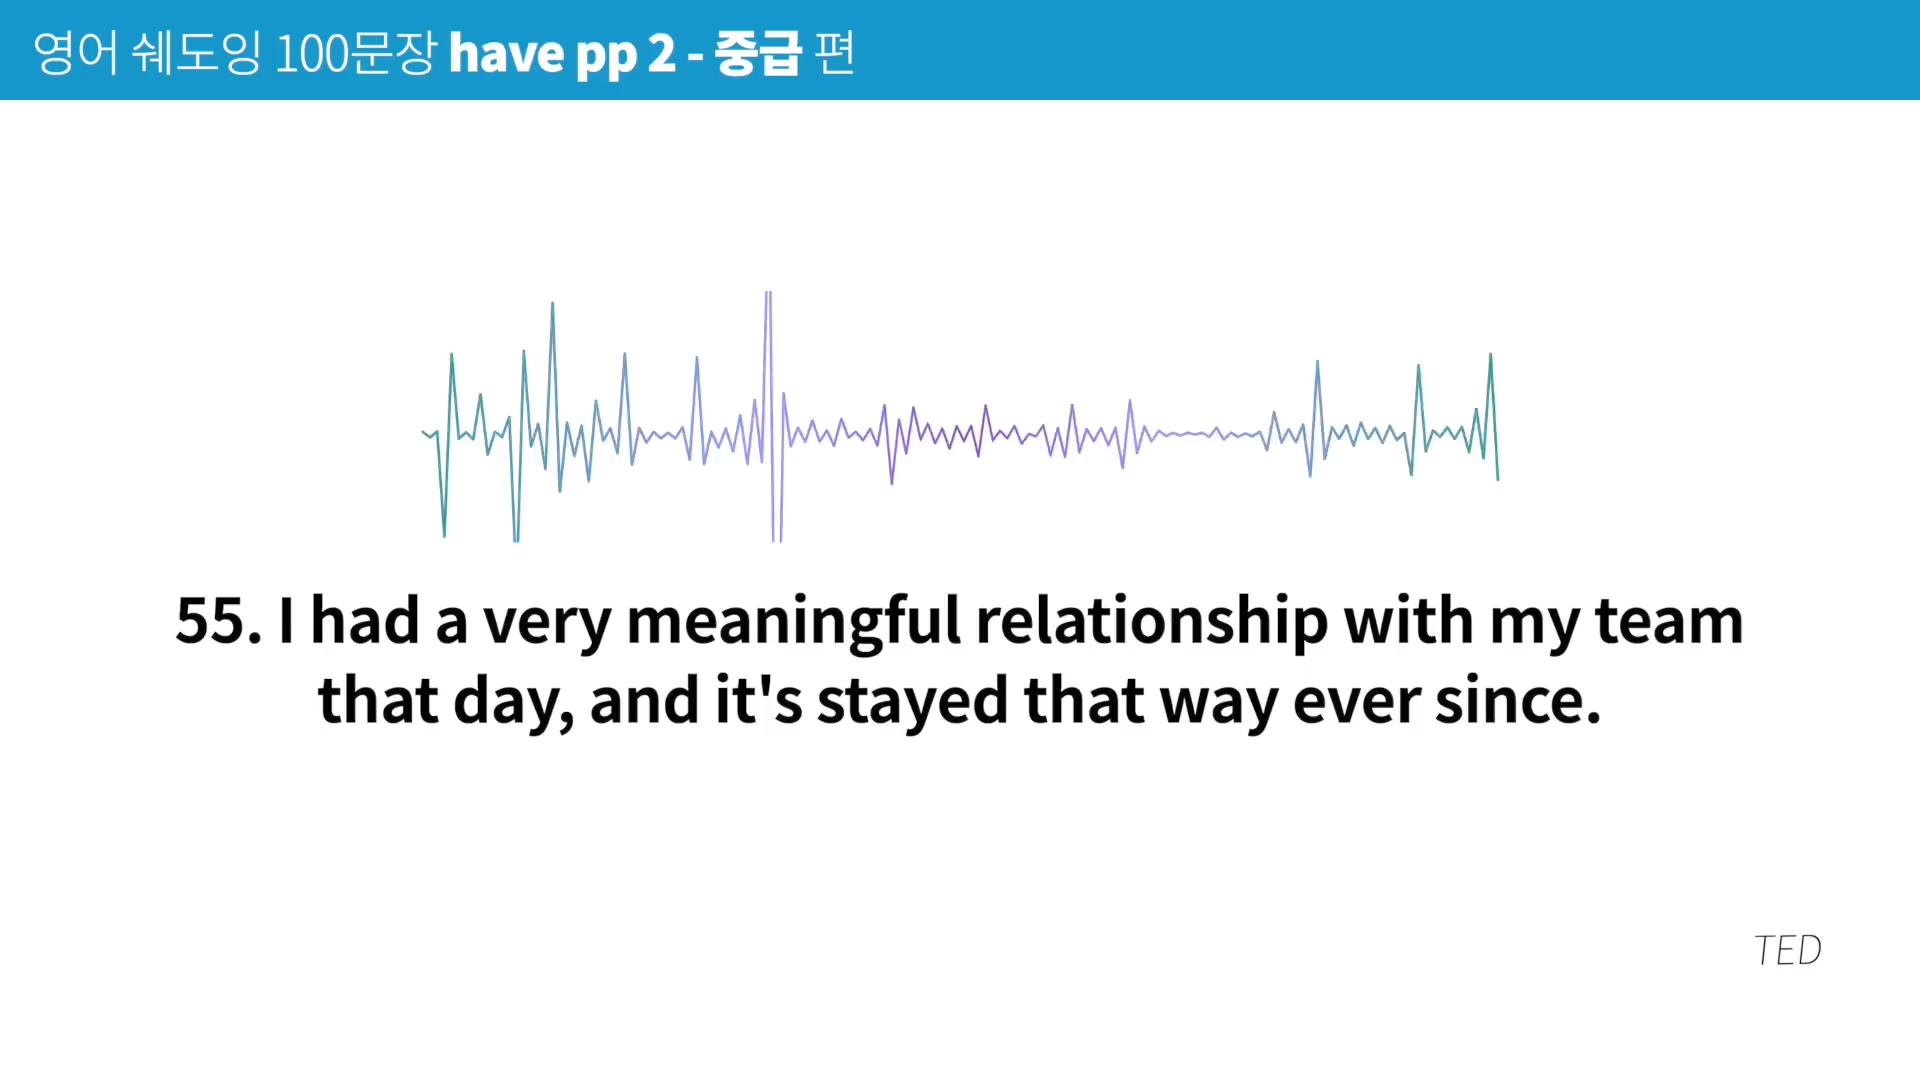 영어 쉐도잉 100문장 have pp 2 - 중급 편
55. I had a very meaningful relationship with my team
that day, and it's stayed that way ever since.
TED